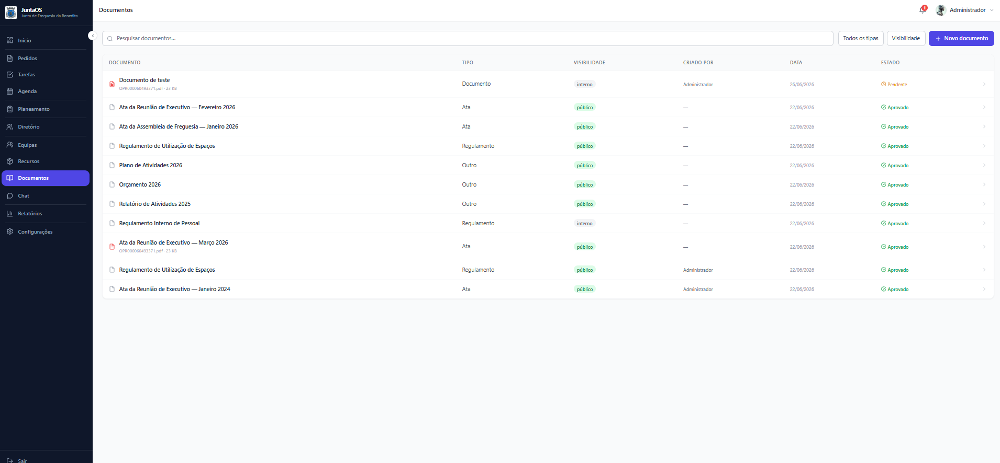 JuntaOS
Junta de Freguesia da Benedita
Documentos
1
Administrador
Início
Pedidos
Tarefas
Agenda
Planeamento
Diretório
Equipas
Recursos
Documentos
Chat
Relatórios
Configurações
Sair
Pesquisar documentos...
Todos os tipos
Visibilidade
Novo documento
DOCUMENTO TIPO VISIBILIDADE CRIADO POR DATA ESTADO
Documento de teste Documento interno Administrador 26/06/2026 Pendente
OPR000060493371.pdf · 23 KB
Ata da Reunião de Executivo — Fevereiro 2026 Ata público — 22/06/2026 Aprovado
Ata da Assembleia de Freguesia — Janeiro 2026 Ata público — 22/06/2026 Aprovado
Regulamento de Utilização de Espaços Regulamento público — 22/06/2026 Aprovado
Plano de Atividades 2026 Outro público — 22/06/2026 Aprovado
Orçamento 2026 Outro público — 22/06/2026 Aprovado
Relatório de Atividades 2025 Outro público — 22/06/2026 Aprovado
Regulamento Interno de Pessoal Regulamento interno — 22/06/2026 Aprovado
Ata da Reunião de Executivo — Março 2026 Ata público — 22/06/2026 Aprovado
OPR000060493371.pdf · 23 KB
Regulamento de Utilização de Espaços Regulamento público Administrador 22/06/2026 Aprovado
Ata da Reunião de Executivo — Janeiro 2024 Ata público Administrador 22/06/2026 Aprovado